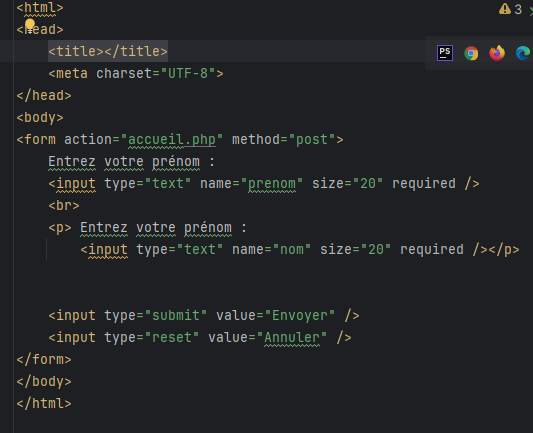 <html>
3
<head>
<title></title>
PS
<meta charset="UTF-8">
</head>
<body>
<form action="accueil.php" method="post">
Entrez votre prénom :
<input type="text" name="prenom" size="20" required />
<br>
<p> Entrez votre prénom :
<input type="text" name="nom" size="20" required /></p>
<input type="submit" value="Envoyer" />
<input type="reset" value="Annuler" />
</form>
</body>
</html>